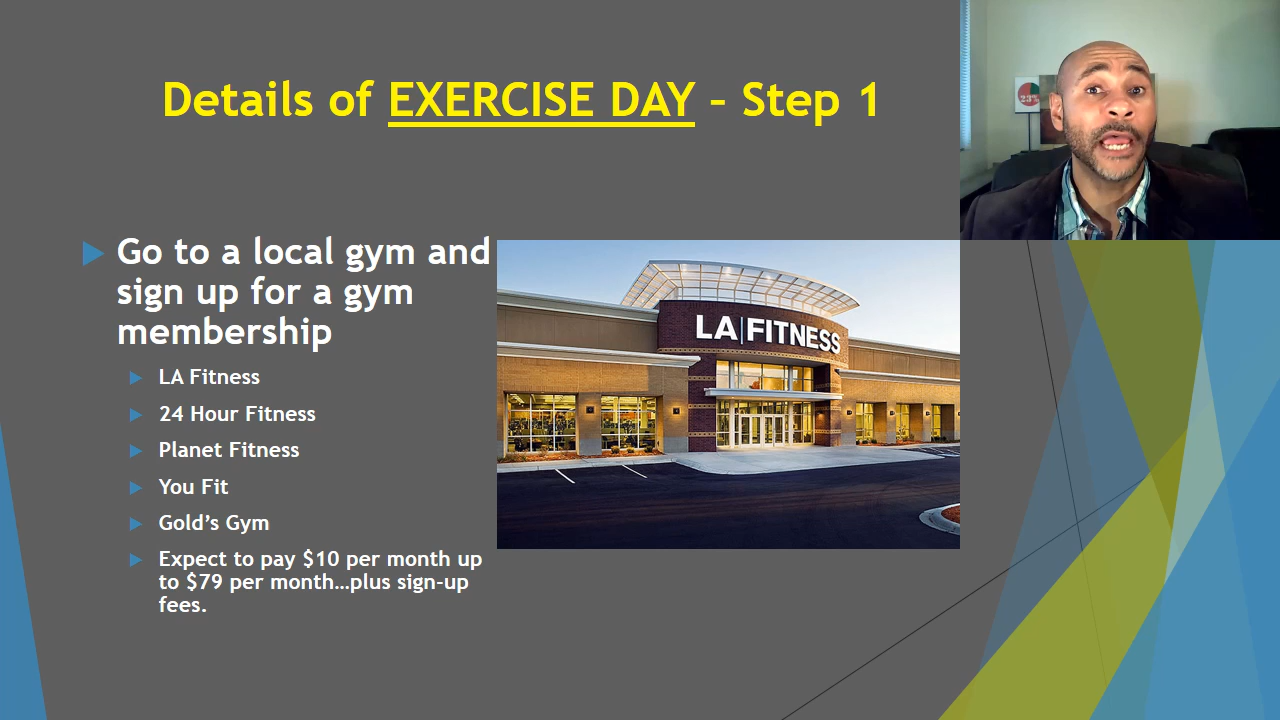 Details of EXERCISE DAY – Step 1
Go to a local gym and
sign up for a gym
membership
LA FITNESS
LA Fitness
24 Hour Fitness
Planet Fitness
You Fit
Gold’s Gym
Expect to pay $10 per month up
to $79 per month…plus sign-up
fees.